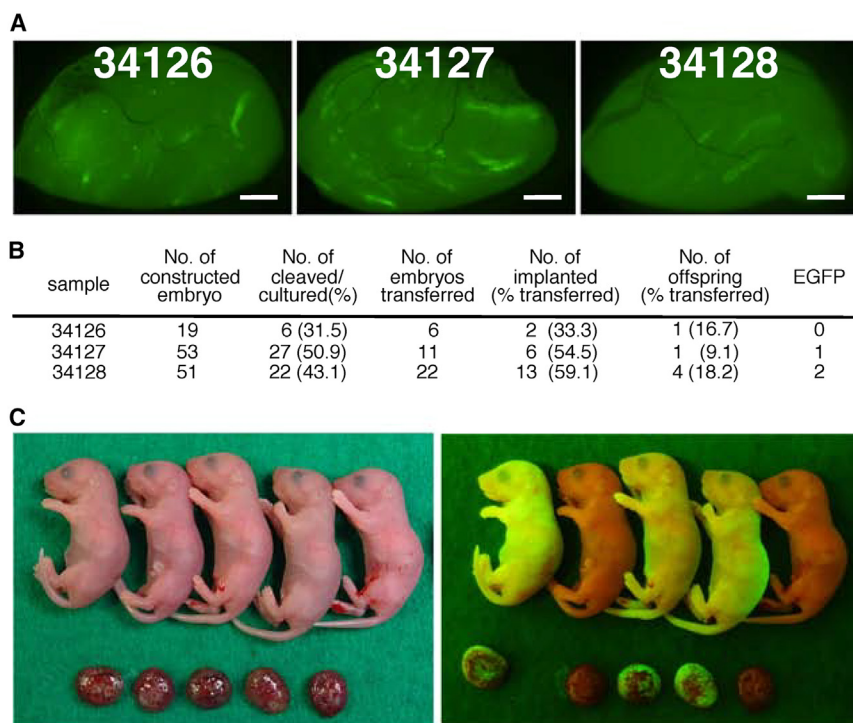 A
34126 34127 34128
B
sample No. of constructed embryo No. of cleaved/ cultured(%) No. of embryos transferred No. of implanted (% transferred) No. of offspring (% transferred) EGFP
34126 19 6 (31.5) 6 2 (33.3) 1 (16.7) 0
34127 53 27 (50.9) 11 6 (54.5) 1 (9.1) 1
34128 51 22 (43.1) 22 13 (59.1) 4 (18.2) 2
C